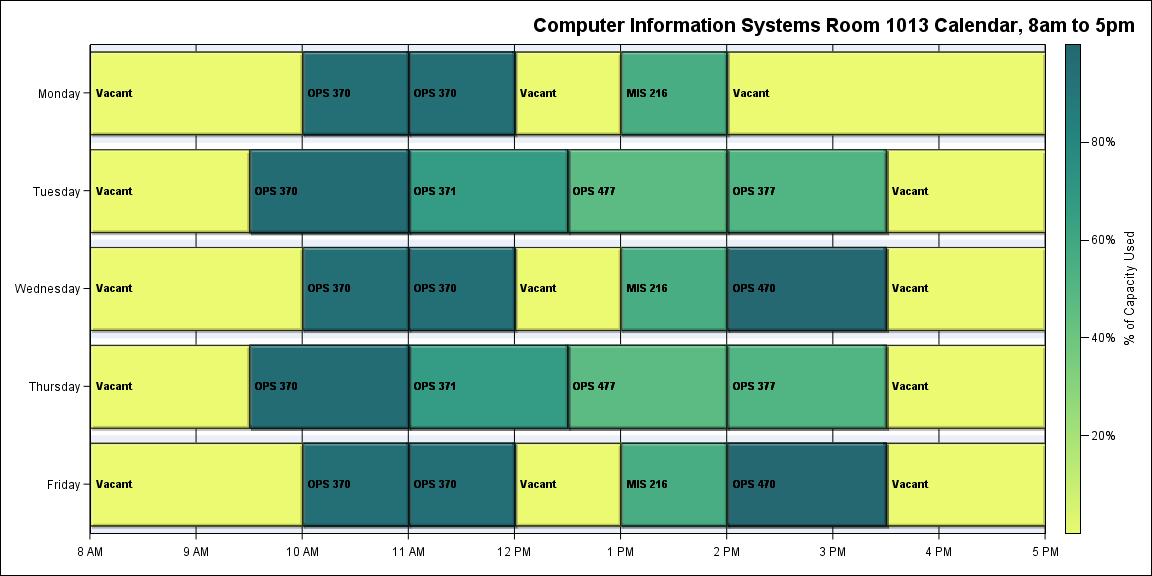 Computer Information Systems Room 1013 Calendar, 8am to 5pm
Monday
Vacant
OPS 370
OPS 370
Vacant
MIS 216
Vacant
Tuesday
Vacant
OPS 370
OPS 371
OPS 477
OPS 377
Vacant
Wednesday
Vacant
OPS 370
OPS 370
Vacant
MIS 216
OPS 470
Vacant
Thursday
Vacant
OPS 370
OPS 371
OPS 477
OPS 377
Vacant
Friday
Vacant
OPS 370
OPS 370
Vacant
MIS 216
OPS 470
Vacant
8 AM
9 AM
10 AM
11 AM
12 PM
1 PM
2 PM
3 PM
4 PM
5 PM
80%
60%
40%
20%
% of Capacity Used